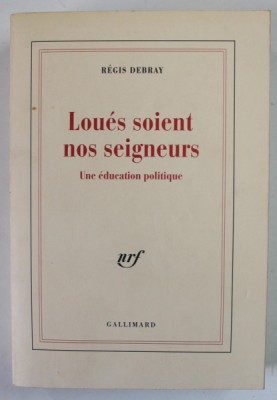 RÉGIS DEBRAY
Loués soient
nos seigneurs
Une éducation politique
nrf
GALLIMARD